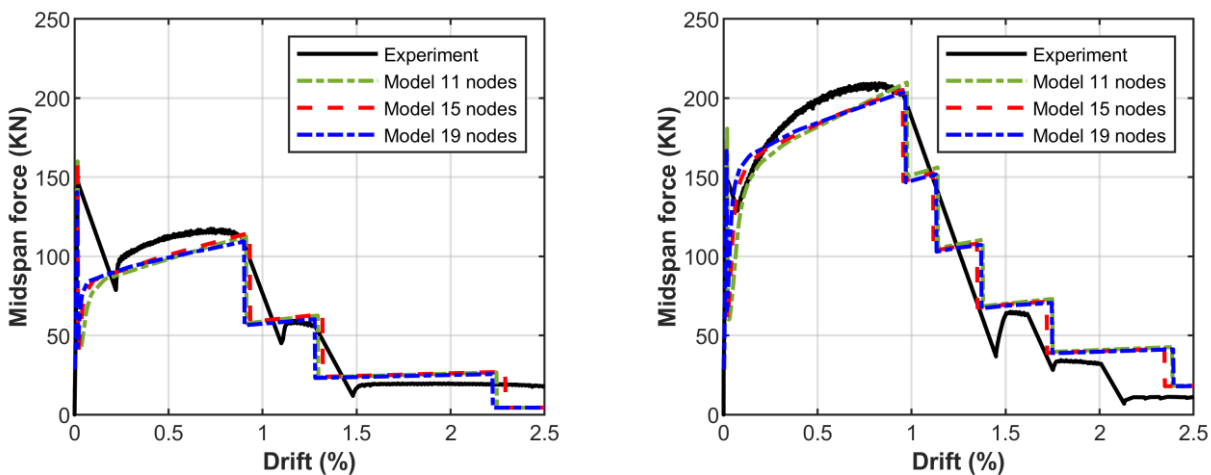 250
200
150
100
50
0
Midspan force (KN)
Experiment
Model 11 nodes
Model 15 nodes
Model 19 nodes
0 0.5 1 1.5 2 2.5
Drift (%)
250
200
150
100
50
0
Midspan force (KN)
Experiment
Model 11 nodes
Model 15 nodes
Model 19 nodes
0 0.5 1 1.5 2 2.5
Drift (%)